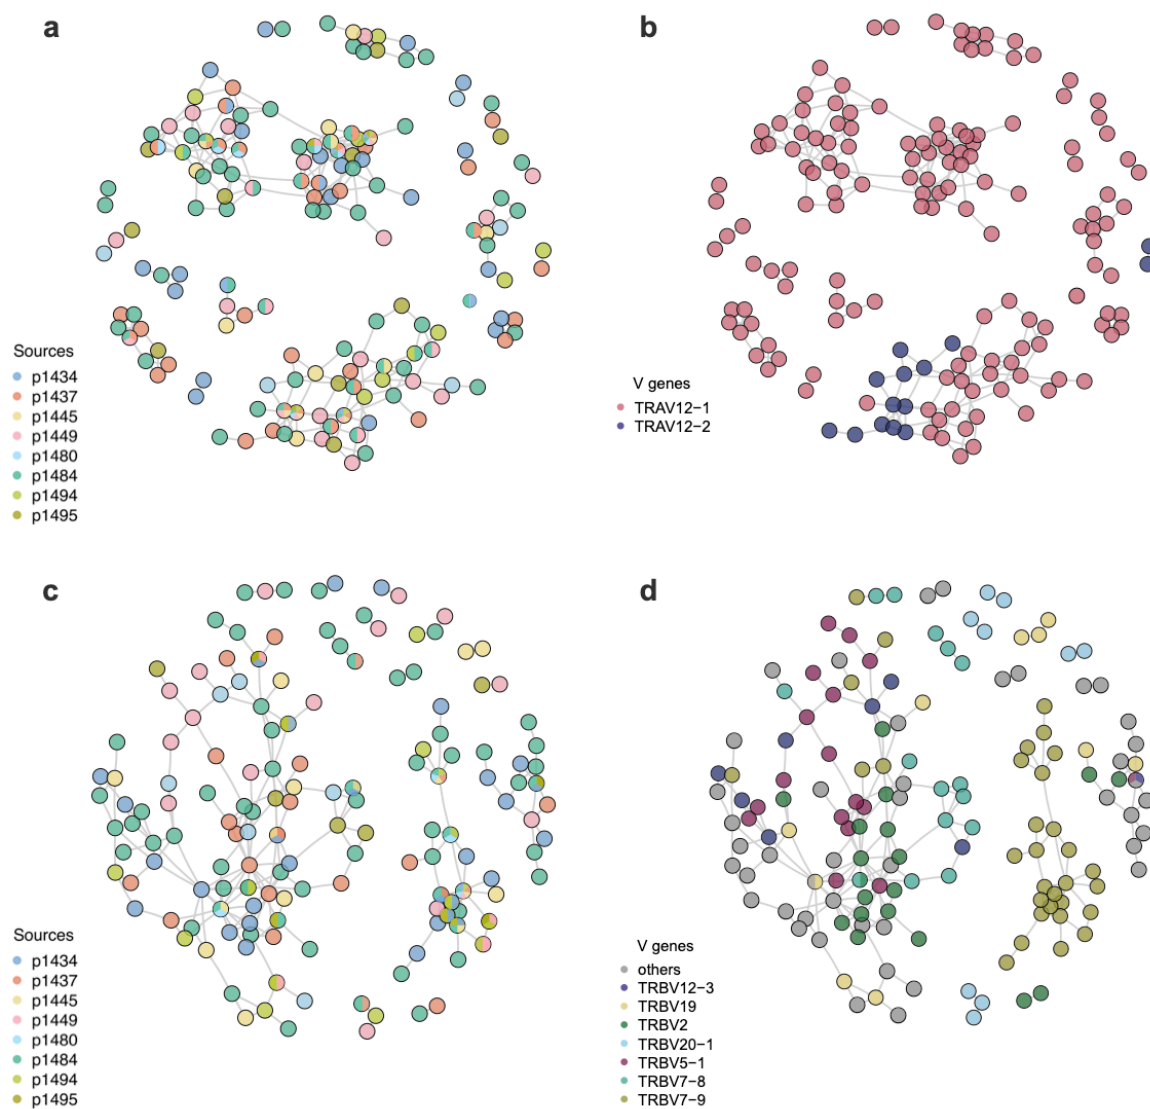 a
b
Sources
p1434
p1437
p1445
p1449
p1480
p1484
p1494
p1495
V genes
TRAV12−1
TRAV12−2
c
d
Sources
p1434
p1437
p1445
p1449
p1480
p1484
p1494
p1495
V genes
others
TRBV12−3
TRBV19
TRBV2
TRBV20−1
TRBV5−1
TRBV7−8
TRBV7−9